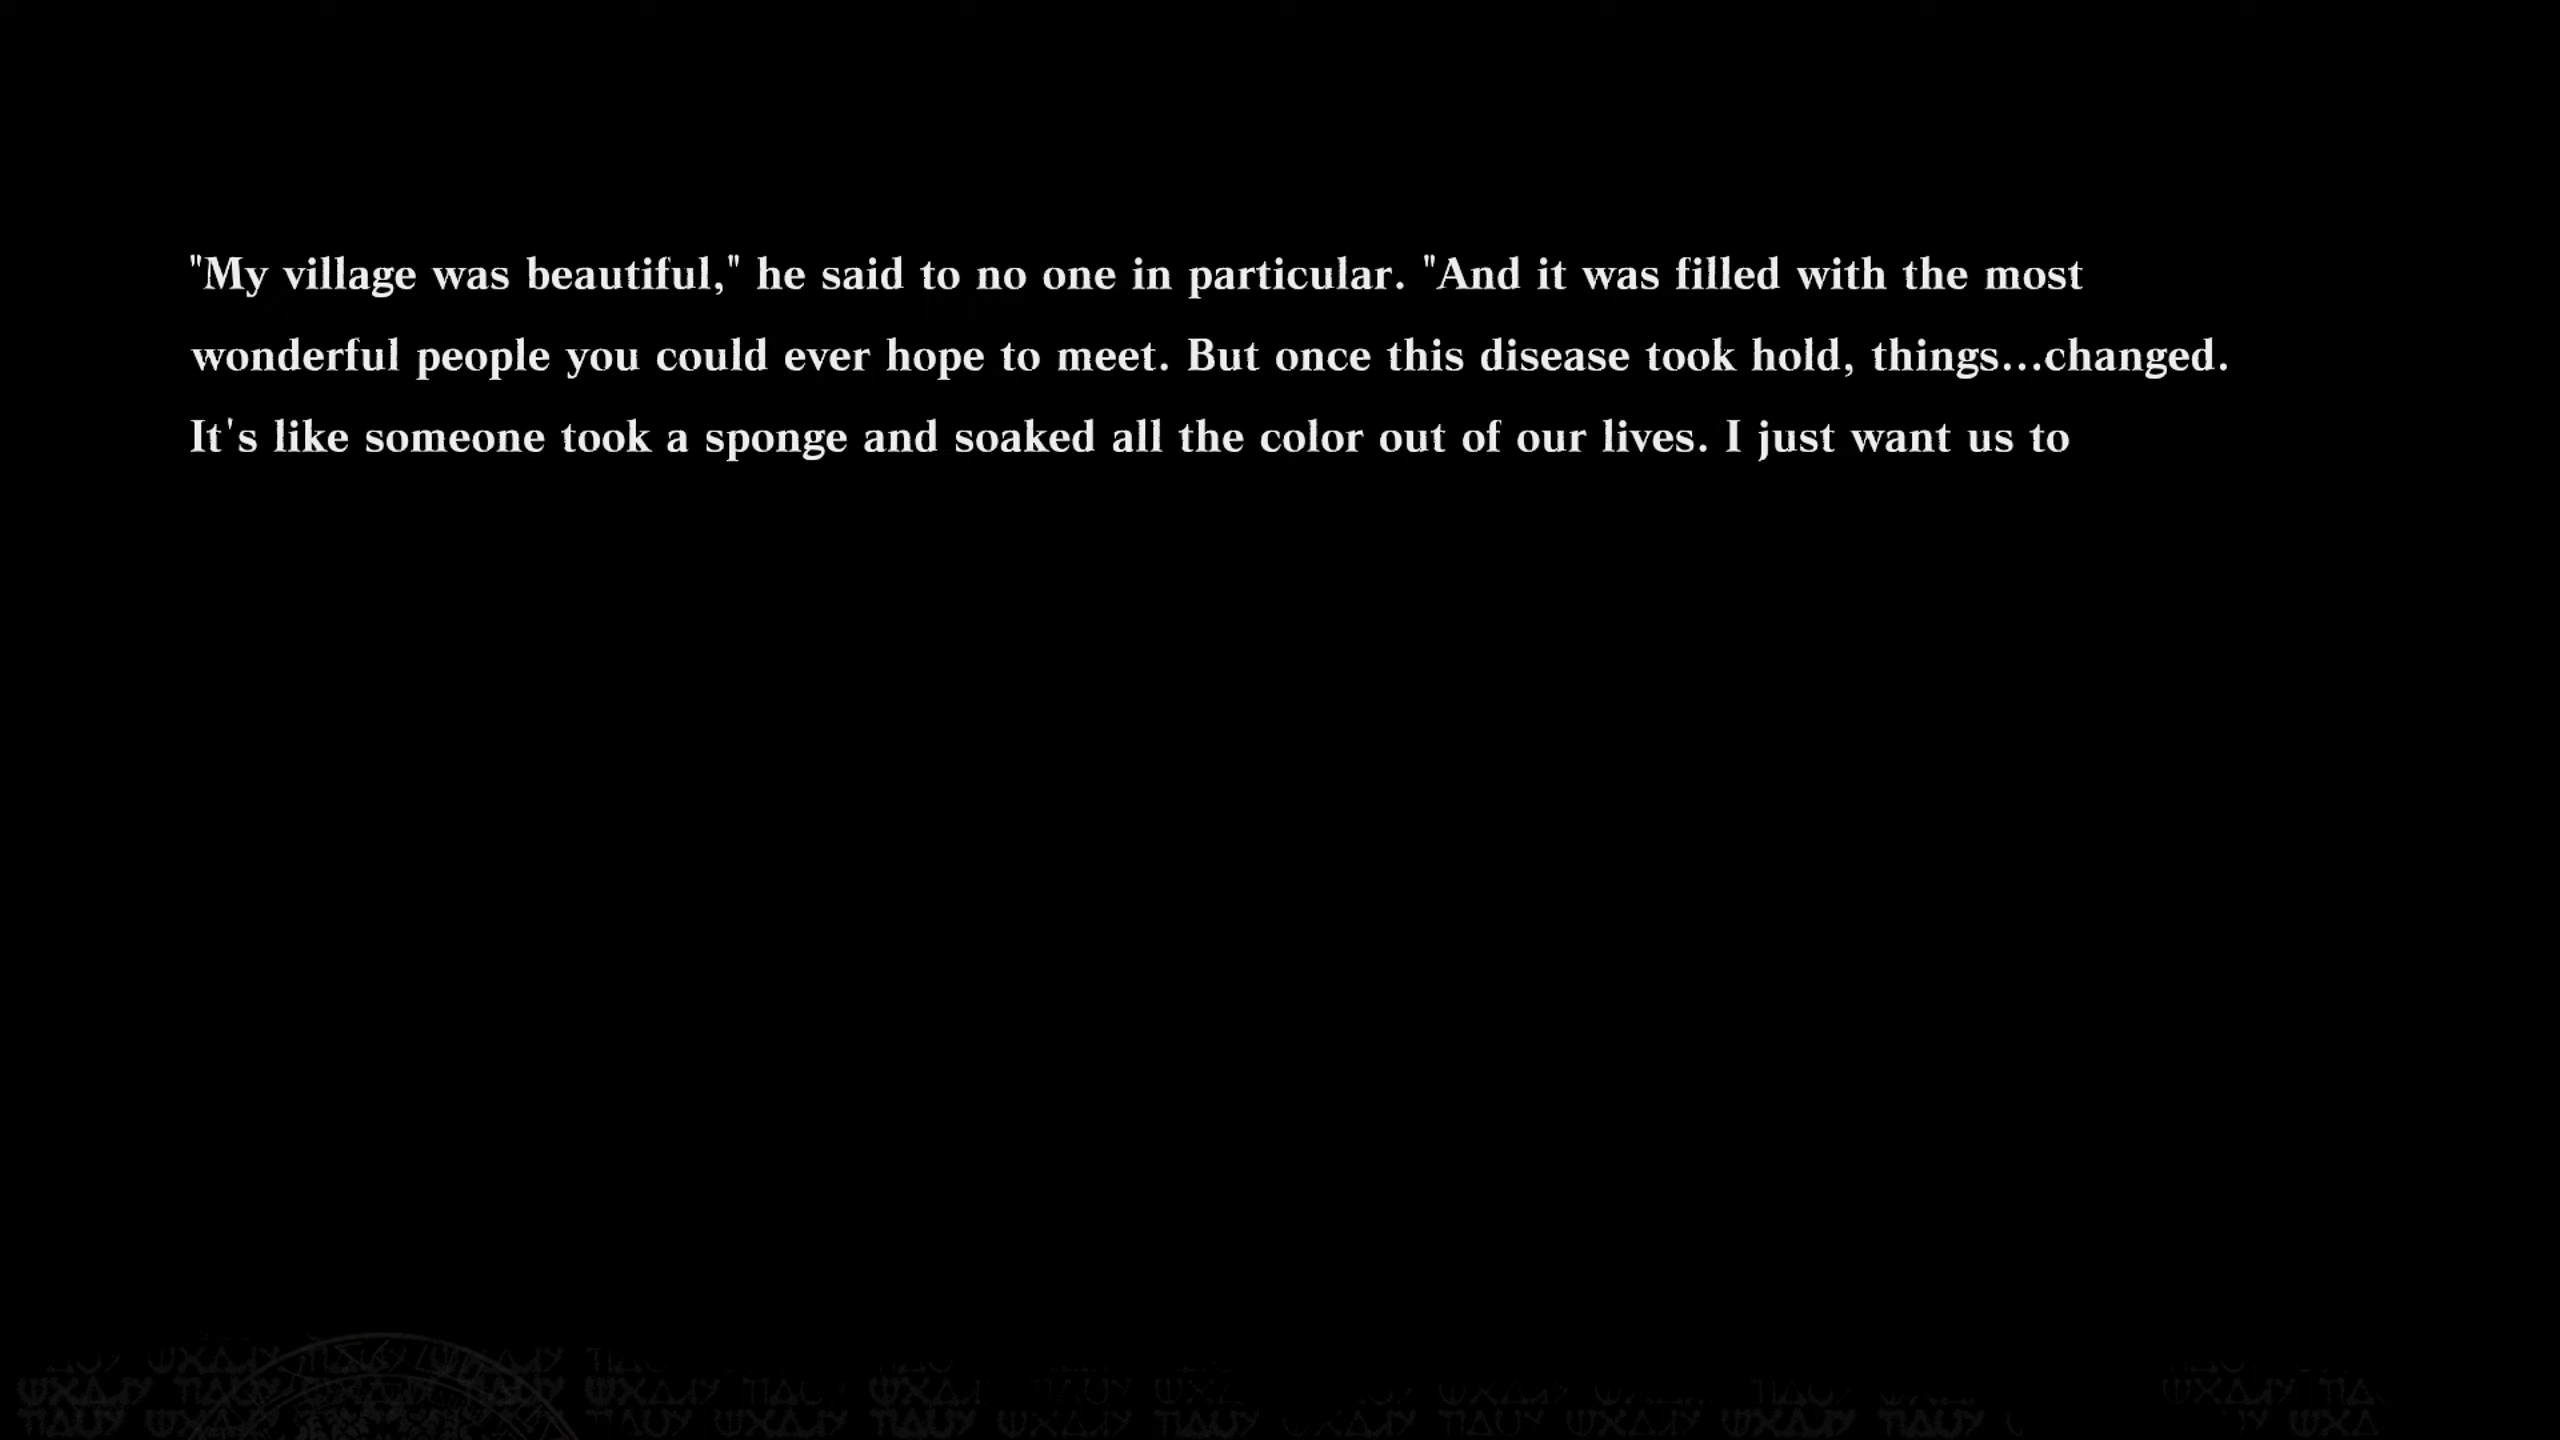 "My village was beautiful," he said to no one in particular. "And it was filled with the most
wonderful people you could ever hope to meet. But once this disease took hold, things...changed.
It's like someone took a sponge and soaked all the color out of our lives. I just want us to